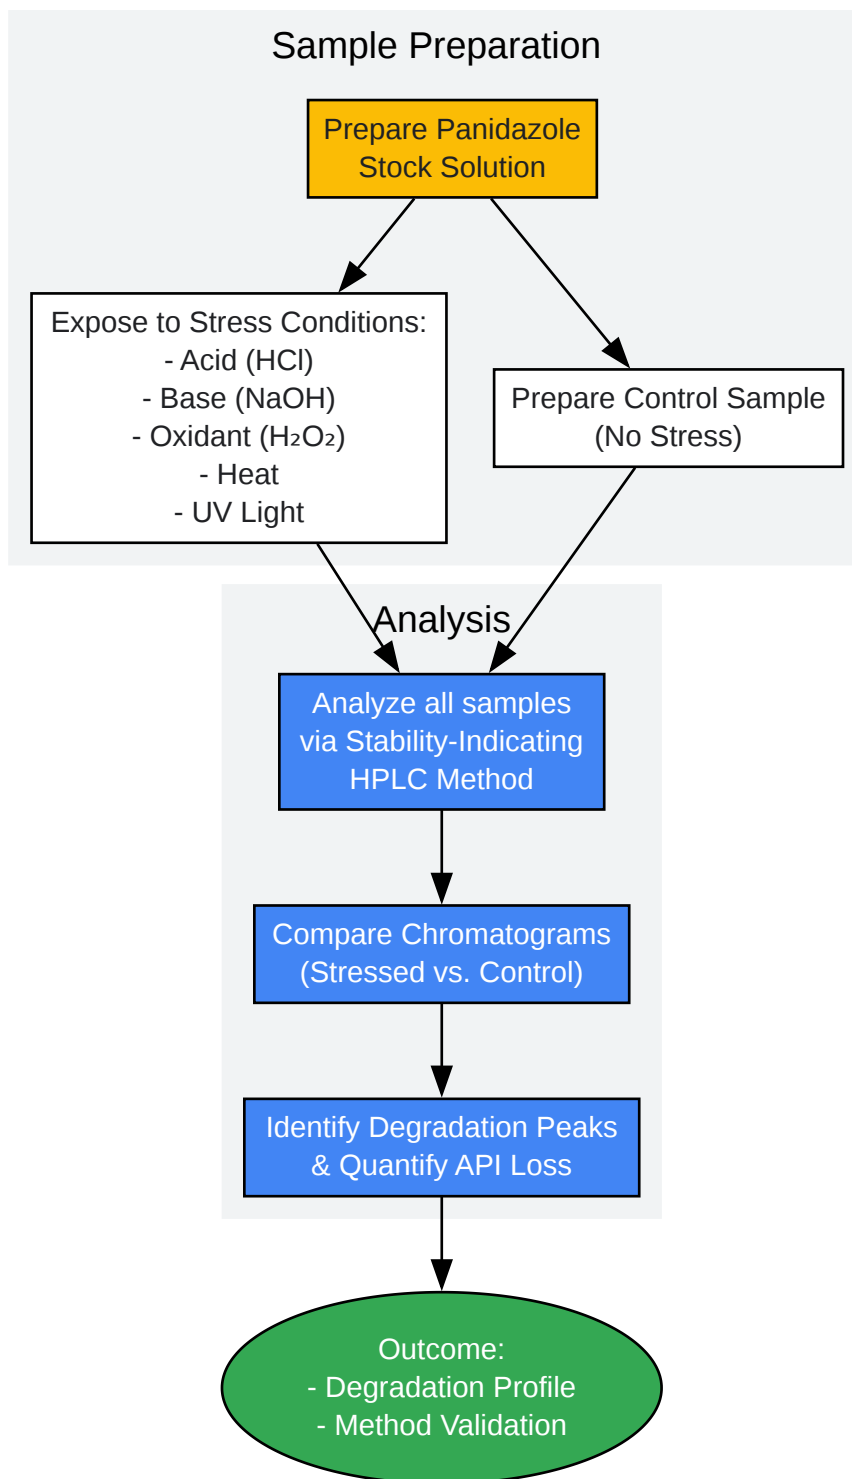 Sample Preparation
Prepare Panidazole
Stock Solution
Expose to Stress Conditions:
- Acid (HCl)
- Base (NaOH)
- Oxidant (H₂O₂)
- Heat
- UV Light
Prepare Control Sample
(No Stress)
Analysis
Analyze all samples
via Stability-Indicating
HPLC Method
Compare Chromatograms
(Stressed vs. Control)
Identify Degradation Peaks
& Quantify API Loss
Outcome:
- Degradation Profile
- Method Validation